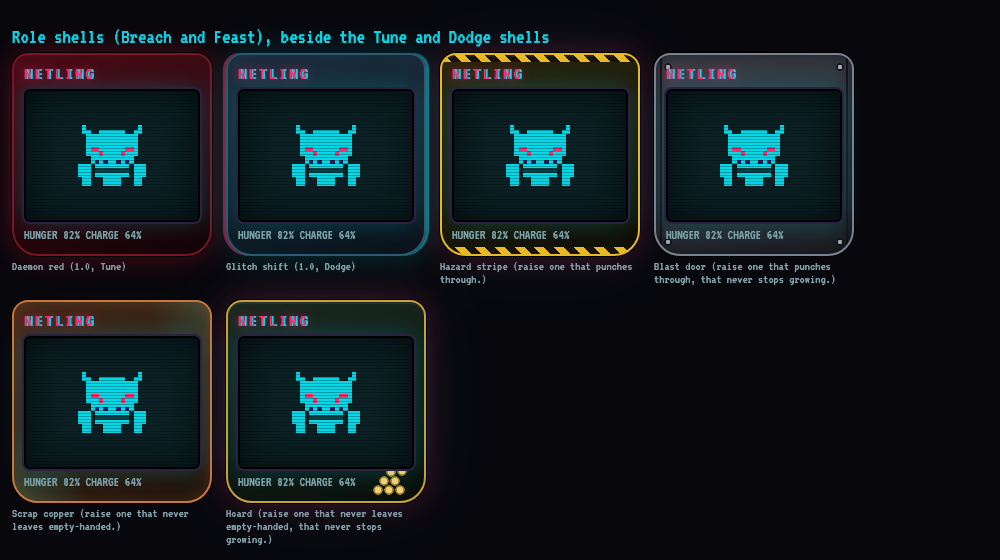 Role shells (Breach and Feast), beside the Tune and Dodge shells
NETLING
NETLING
NETLING
NETLING
HUNGER 82% CHARGE 64%
HUNGER 82% CHARGE 64%
HUNGER 82% CHARGE 64%
HUNGER 82% CHARGE 64%
Daemon red (1.0, Tune)
Glitch shift (1.0, Dodge)
Hazard stripe (raise one that punches
through.)
Blast door (raise one that punches
through, that never stops growing.)
NETLING
NETLING
HUNGER 82% CHARGE 64%
HUNGER 82% CHARGE 64%
Scrap copper (raise one that never
leaves empty-handed.)
Hoard (raise one that never leaves
empty-handed, that never stops
growing.)